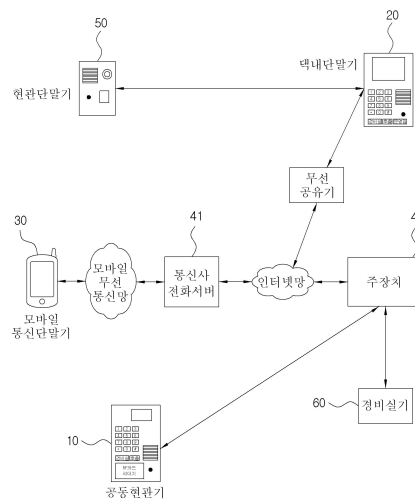 50
20
댁내단말기
현관단말기
무선
공유기
30
41
4
모바일
무선
통신망
통신사
전화서버
인터넷망
주장치
모바일
통신단말기
60
경비실기
10
공동현관기